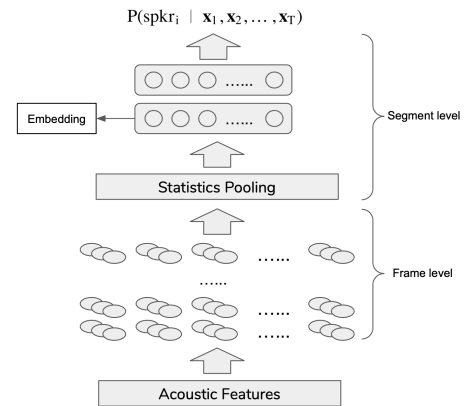 P(spkr_i | x_1, x_2, ... , x_T)
......
Embedding
......
Segment level
Statistics Pooling
......
......
Frame level
......
......
Acoustic Features